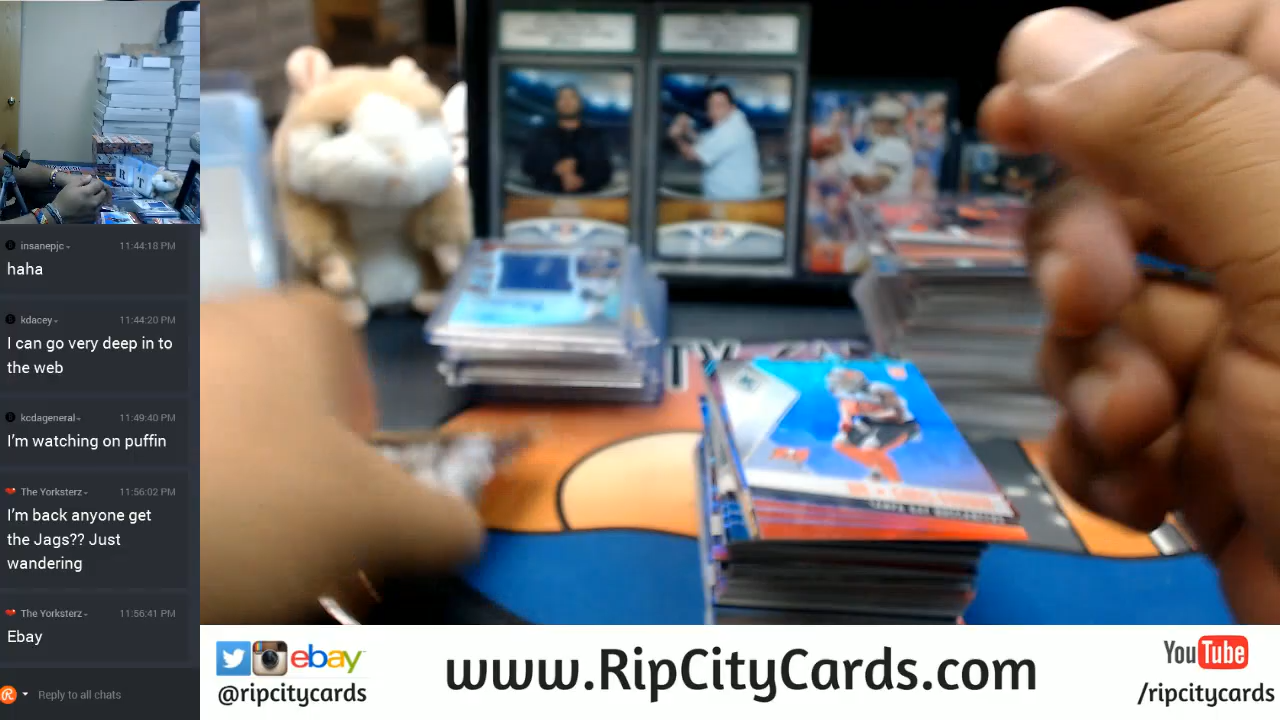 insanepjc
11:44:18 PM
haha
kdacey
11:44:20 PM
I can go very deep in to
the web
kcdageneral
11:49:40 PM
I'm watching on puffin
The Yorksterz
11:56:02 PM
I'm back anyone get
the Jags?? Just
wandering
The Yorksterz
11:56:41 PM
Ebay
Reply to all chats
TAMPA BAY BUCCANEERS
ebay
@ripcitycards
www.RipCityCards.com
YouTube
/ripcitycards